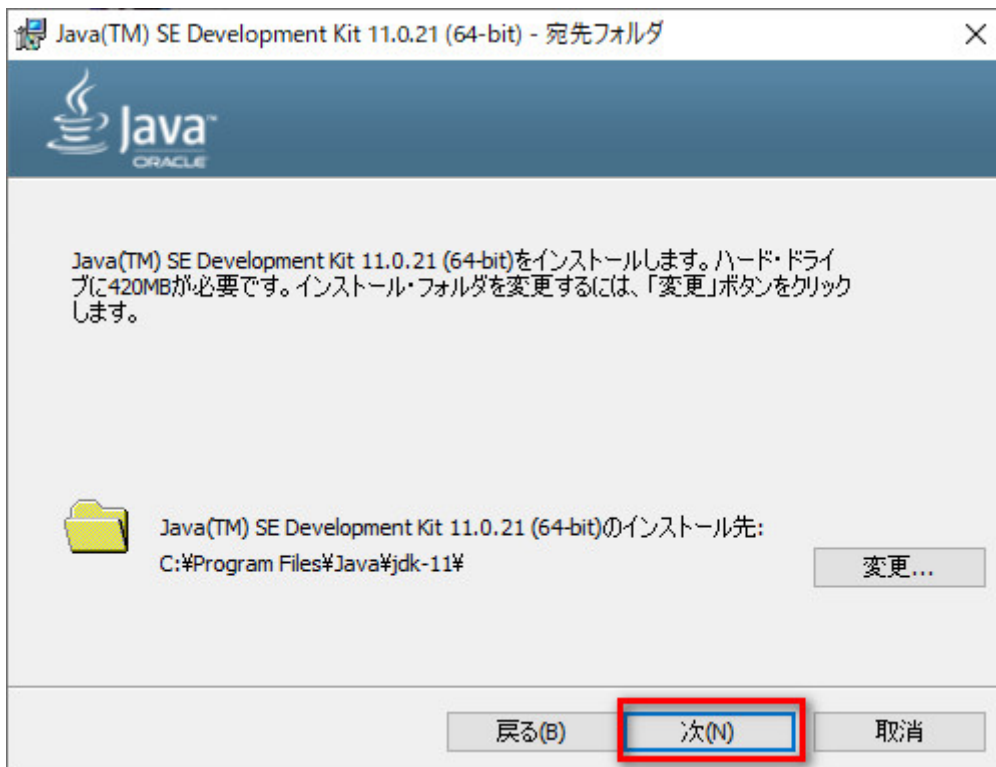 Java(TM) SE Development Kit 11.0.21 (64-bit) - 宛先フォルダ
Java™
ORACLE
Java(TM) SE Development Kit 11.0.21 (64-bit)をインストールします。ハード・ドライ
ブに420MBが必要です。インストール・フォルダを変更するには、「変更」ボタンをクリック
します。
Java(TM) SE Development Kit 11.0.21 (64-bit)のインストール先:
C:¥Program Files¥Java¥jdk-11¥
変更...
戻る(B) 次(N) 取消